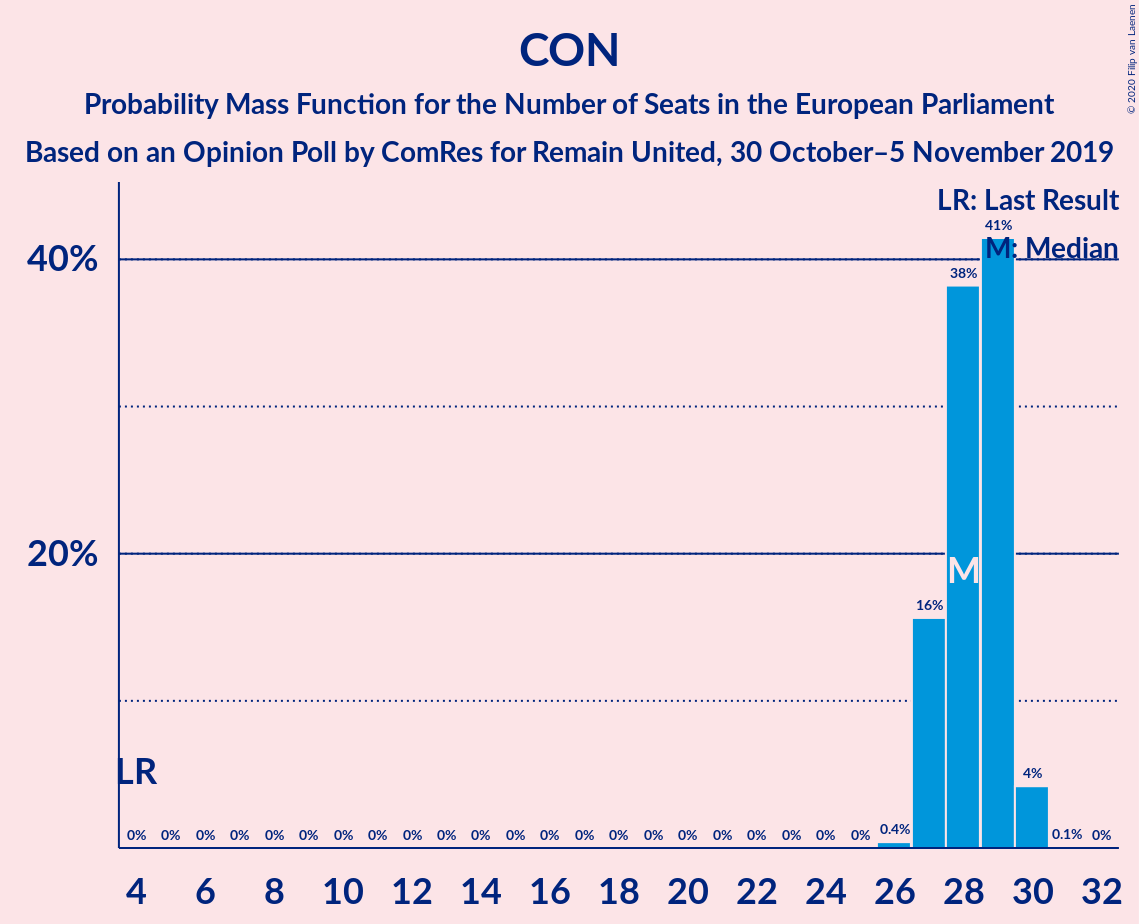 CON
Probability Mass Function for the Number of Seats in the European Parliament
Based on an Opinion Poll by ComRes for Remain United, 30 October–5 November 2019
© 2020 Filip van Laenen
LR: Last Result
41%
M: Median
40%
38%
20%
M
16%
LR
4%
0% 0% 0% 0% 0% 0% 0% 0% 0% 0% 0% 0% 0% 0% 0% 0% 0% 0% 0% 0% 0% 0% 0.4% 0.1% 0%
4 6 8 10 12 14 16 18 20 22 24 26 28 30 32